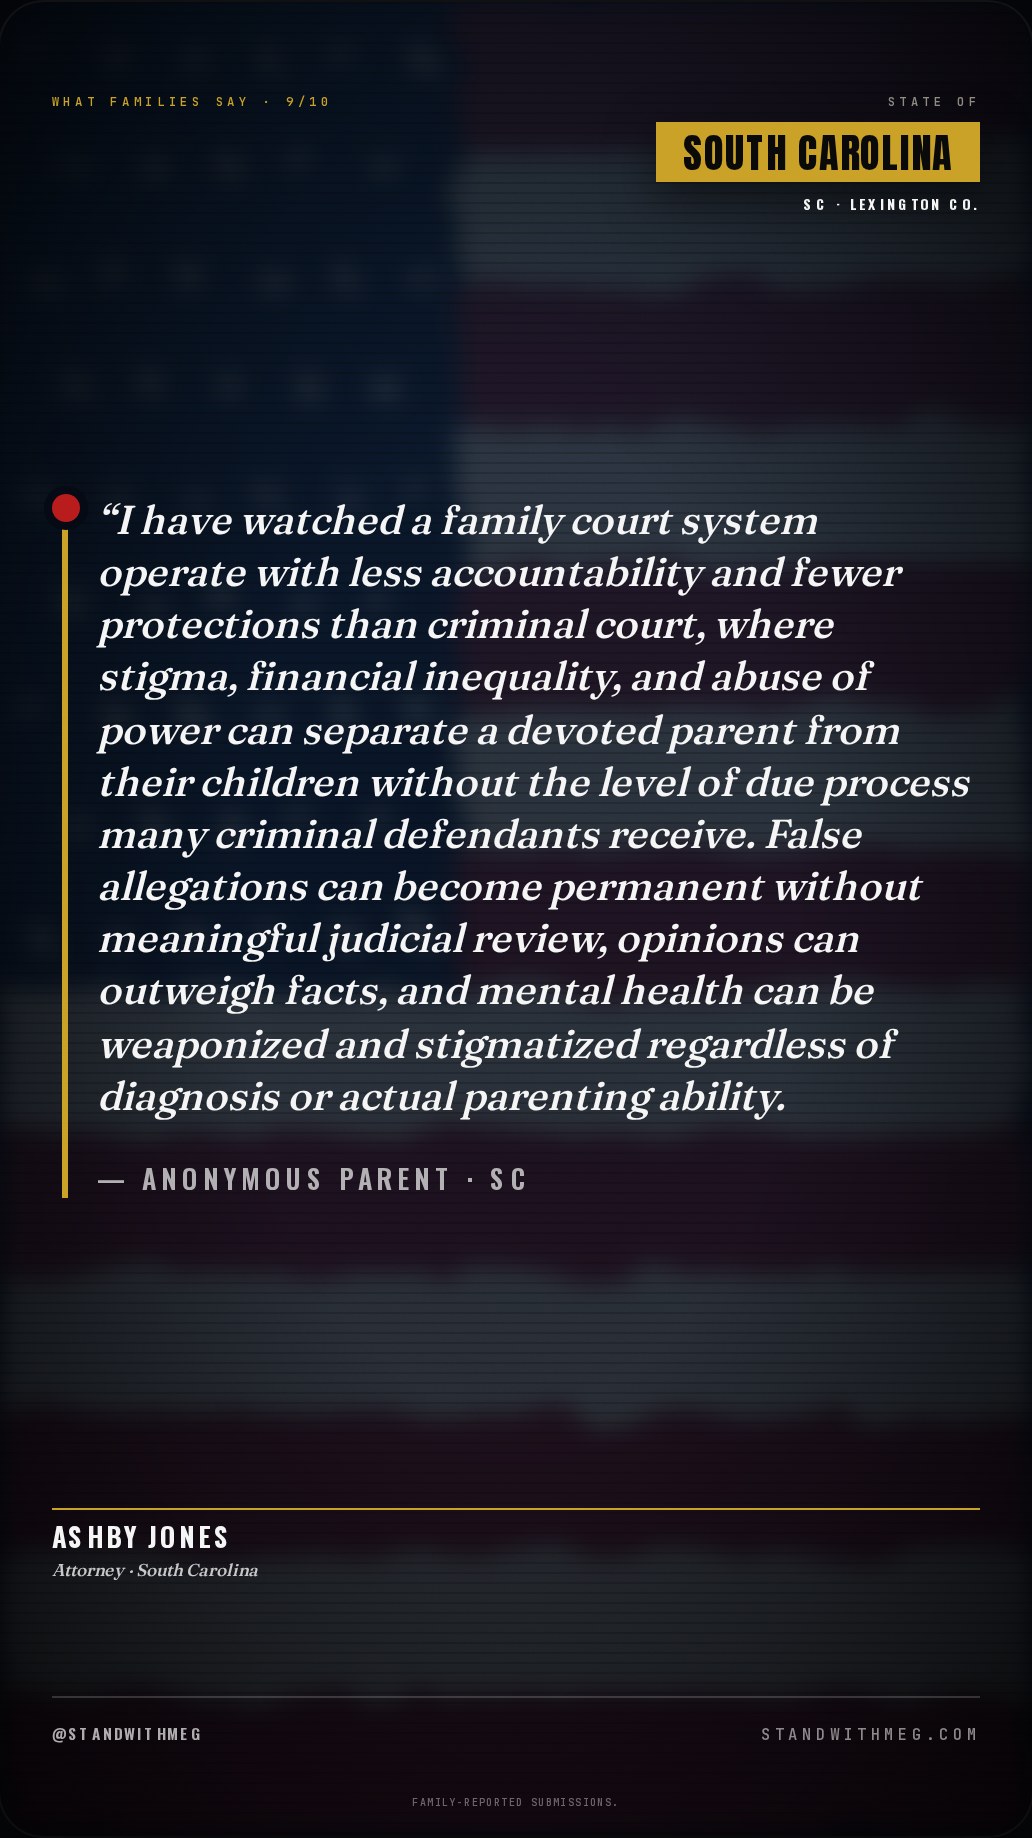 WHAT FAMILIES SAY · 9/10
STATE OF
SOUTH CAROLINA
SC · LEXINGTON CO.
“I have watched a family court system
operate with less accountability and fewer
protections than criminal court, where
stigma, financial inequality, and abuse of
power can separate a devoted parent from
their children without the level of due process
many criminal defendants receive. False
allegations can become permanent without
meaningful judicial review, opinions can
outweigh facts, and mental health can be
weaponized and stigmatized regardless of
diagnosis or actual parenting ability.
— ANONYMOUS PARENT · SC
ASHBY JONES
Attorney · South Carolina
@STANDWITHMEG
STANDWITHMEG.COM
FAMILY-REPORTED SUBMISSIONS.